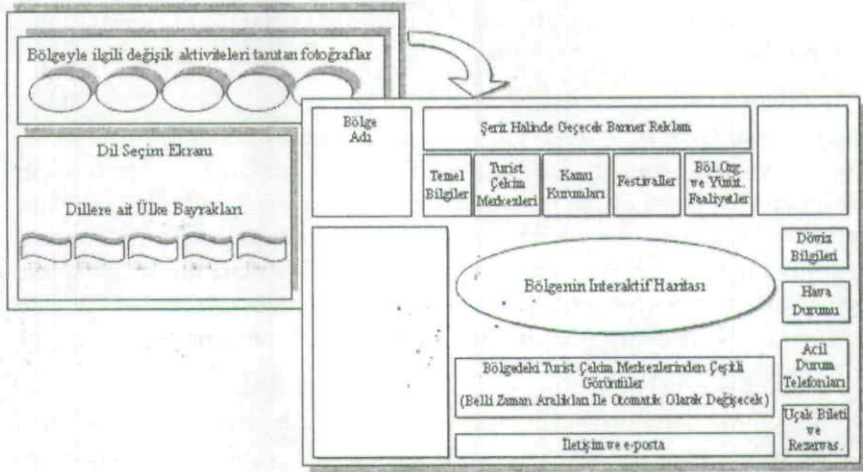 Bölgeyle ilgili değişik aktiviteleri tanıtan fotoğraflar
Dil Seçim Ekranı
Dillere ait Ülke Bayrakları
Bölge
Adı
Şerit Halinde Geçecek Banner Reklam
Temel
Bilgiler
Turist
Çekim
Merkezleri
Kamu
Kurumları
Festivaller
Böl.Org.
ve Yürüt.
Faaliyetler
Bölgenin Interaktif Haritası
Döviz
Bilgileri
Hava
Durumu
Acil
Durum
Telefonları
Uçak Bileti
ve
Rezervas.
Bölgedeki Turist Çekim Merkezlerinden Çeşitli
Görüntüler
(Belli Zaman Aralıkları İle Otomatik Olarak Değişecek)
İletişim ve e-posta